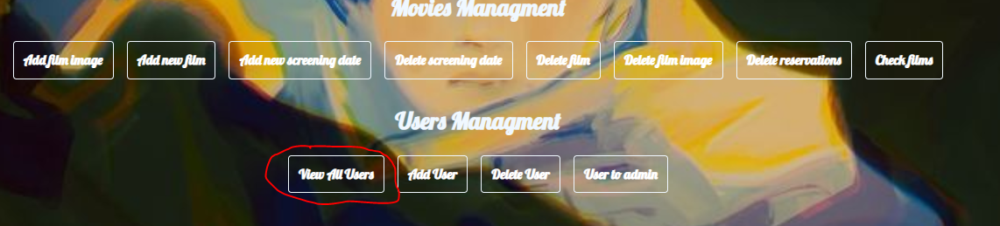 Movies Managment
Add film image Add new film Add new screening date Delete screening date Delete film Delete film image Delete reservations Check films
Users Managment
View All Users Add User Delete User User to admin